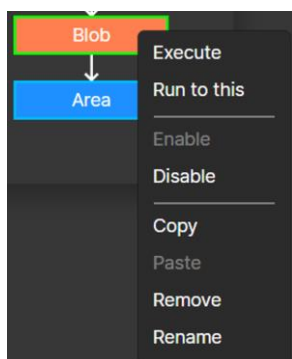 Blob
Area
Execute
Run to this
Enable
Disable
Copy
Paste
Remove
Rename